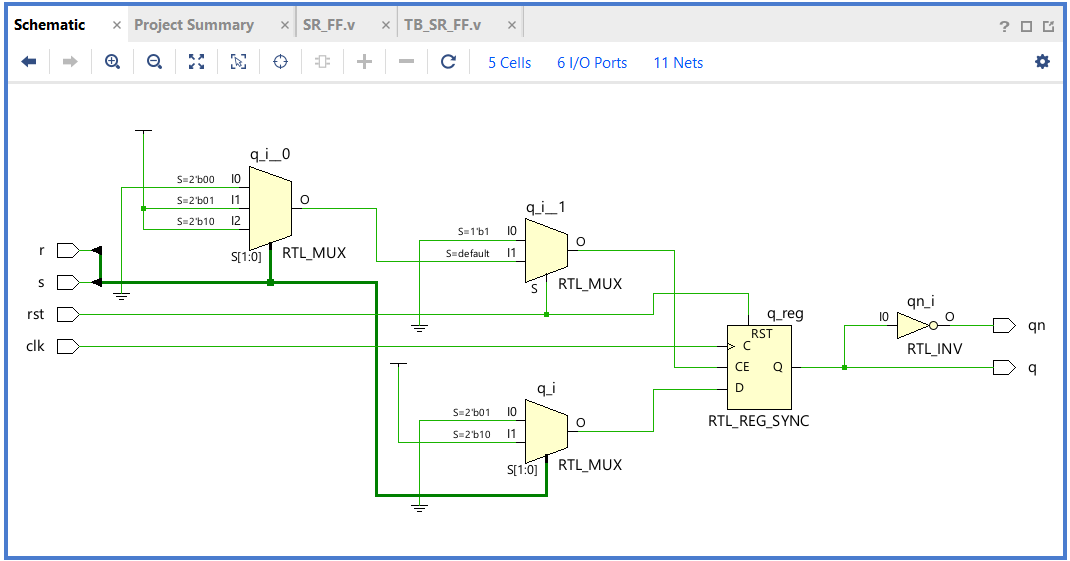 Schematic × Project Summary × SR_FF.v × TB_SR_FF.v × ?
5 Cells 6 I/O Ports 11 Nets
q_i__0
S=2'b00 I0
S=2'b01 I1 O
S=2'b10 I2
S[1:0] RTL_MUX
q_i__1
S=1'b1 I0 O
S=default I1
S RTL_MUX
r
s
rst
clk
q_reg
RST
C
CE Q
D
RTL_REG_SYNC
qn_i
I0 O qn
RTL_INV
q
q_i
S=2'b01 I0 O
S=2'b10 I1
S[1:0] RTL_MUX